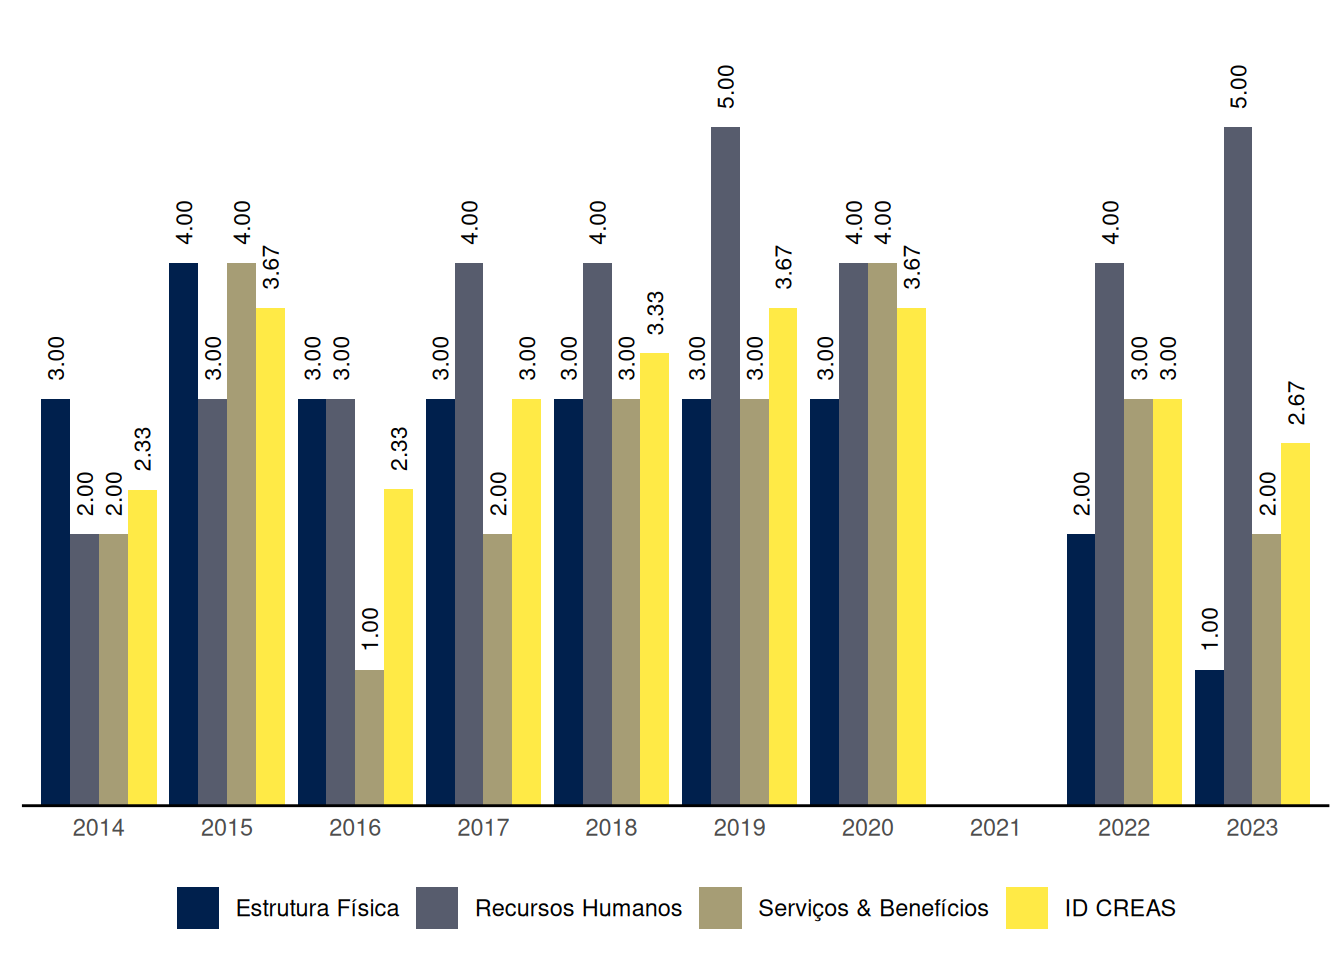 5.00 5.00
4.00 4.00 4.00 4.00 4.00 4.00 4.00
3.67 3.67 3.67
3.33
3.00 3.00 3.00 3.00 3.00 3.00 3.00 3.00 3.00 3.00 3.00 3.00 3.00
2.67
2.33 2.33
2.00 2.00 2.00 2.00 2.00
1.00 1.00
2014 2015 2016 2017 2018 2019 2020 2021 2022 2023
Estrutura Física Recursos Humanos Serviços & Benefícios ID CREAS